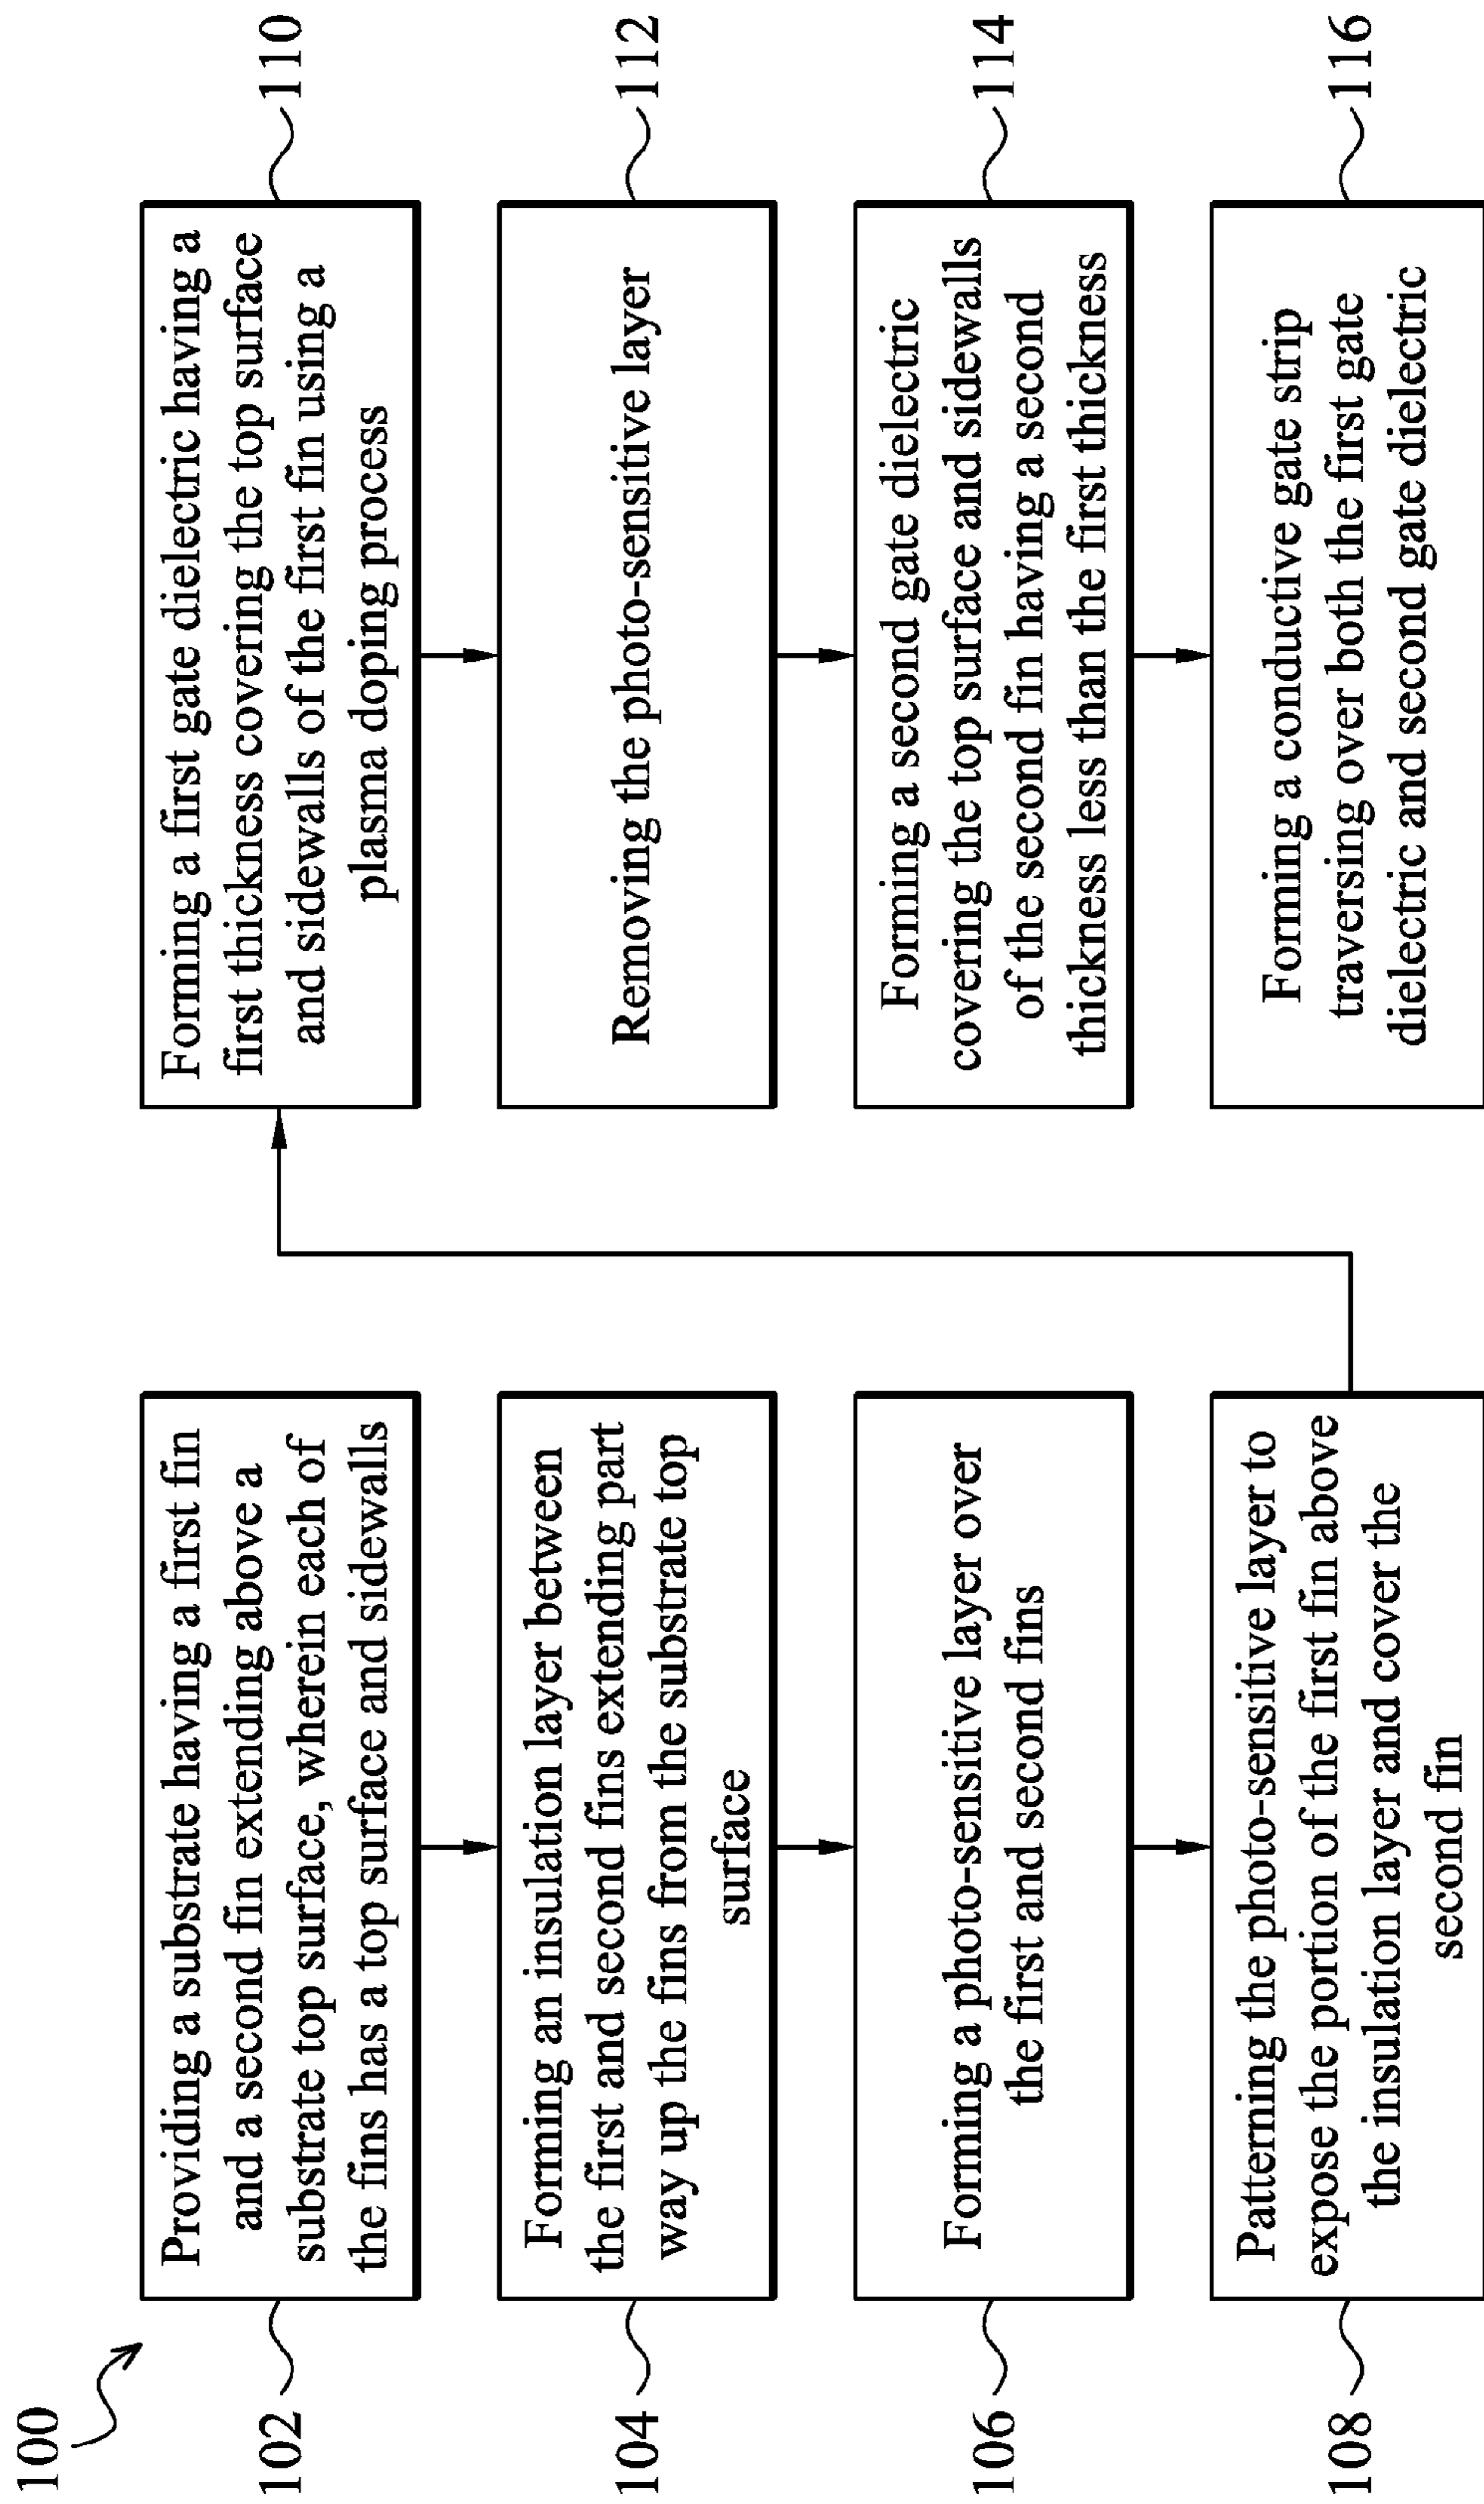 100
102
Providing a substrate having a first fin
and a second fin extending above a
substrate top surface, wherein each of
the fins has a top surface and sidewalls
104
Forming an insulation layer between
the first and second fins extending part
way up the fins from the substrate top
surface
106
Forming a photo-sensitive layer over
the first and second fins
108
Patterning the photo-sensitive layer to
expose the portion of the first fin above
the insulation layer and cover the
second fin
Forming a first gate dielectric having a
first thickness covering the top surface
and sidewalls of the first fin using a
plasma doping process
110
Removing the photo-sensitive layer
112
Forming a second gate dielectric
covering the top surface and sidewalls
of the second fin having a second
thickness less than the first thickness
114
Forming a conductive gate strip
traversing over both the first gate
dielectric and second gate dielectric
116